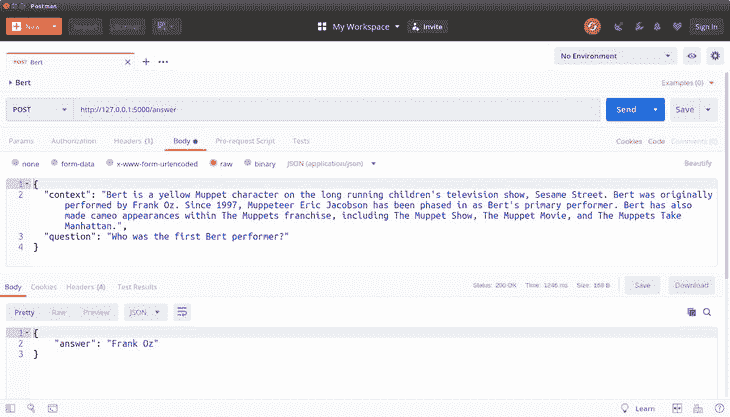 Postman
New
Import
Runner
My Workspace
Invite
Sign In
POST Bert
No Environment
Bert
Examples (0)
POST
http://127.0.0.1:5000/answer
Send
Save
Params
Authorization
Headers (1)
Body
Pre-request Script
Tests
Cookies
Code
Comments (0)
none
form-data
x-www-form-urlencoded
raw
binary
JSON (application/json)
Beautify
1 {
2 "context": "Bert is a yellow Muppet character on the long running children's television show, Sesame Street. Bert was originally
performed by Frank Oz. Since 1997, Muppeteer Eric Jacobson has been phased in as Bert's primary performer. Bert has also
made cameo appearances within The Muppets franchise, including The Muppet Show, The Muppet Movie, and The Muppets Take
Manhattan.",
3 "question": "Who was the first Bert performer?"
4 }
Body
Cookies
Headers (4)
Test Results
Status: 200 OK
Time: 1246 ms
Size: 168 B
Save
Download
Pretty
Raw
Preview
JSON
1 {
2 "answer": "Frank Oz"
3 }
Learn